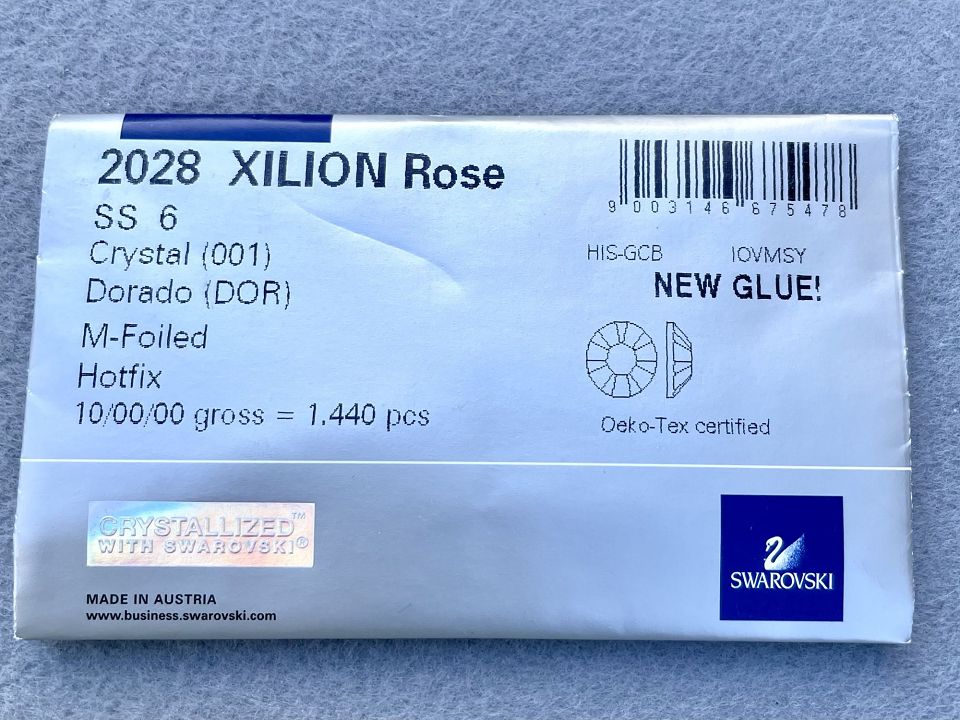 2028 XILION Rose
SS 6
Crystal (001)
Dorado (DOR)
M-Foiled
Hotfix
10/00/00 gross = 1.440 pcs
9 003146 675478
HIS-GCB IOVMSY
NEW GLUE!
Oeko-Tex certified
CRYSTALLIZED™
WITH SWAROVSKI®
MADE IN AUSTRIA
www.business.swarovski.com
SWAROVSKI